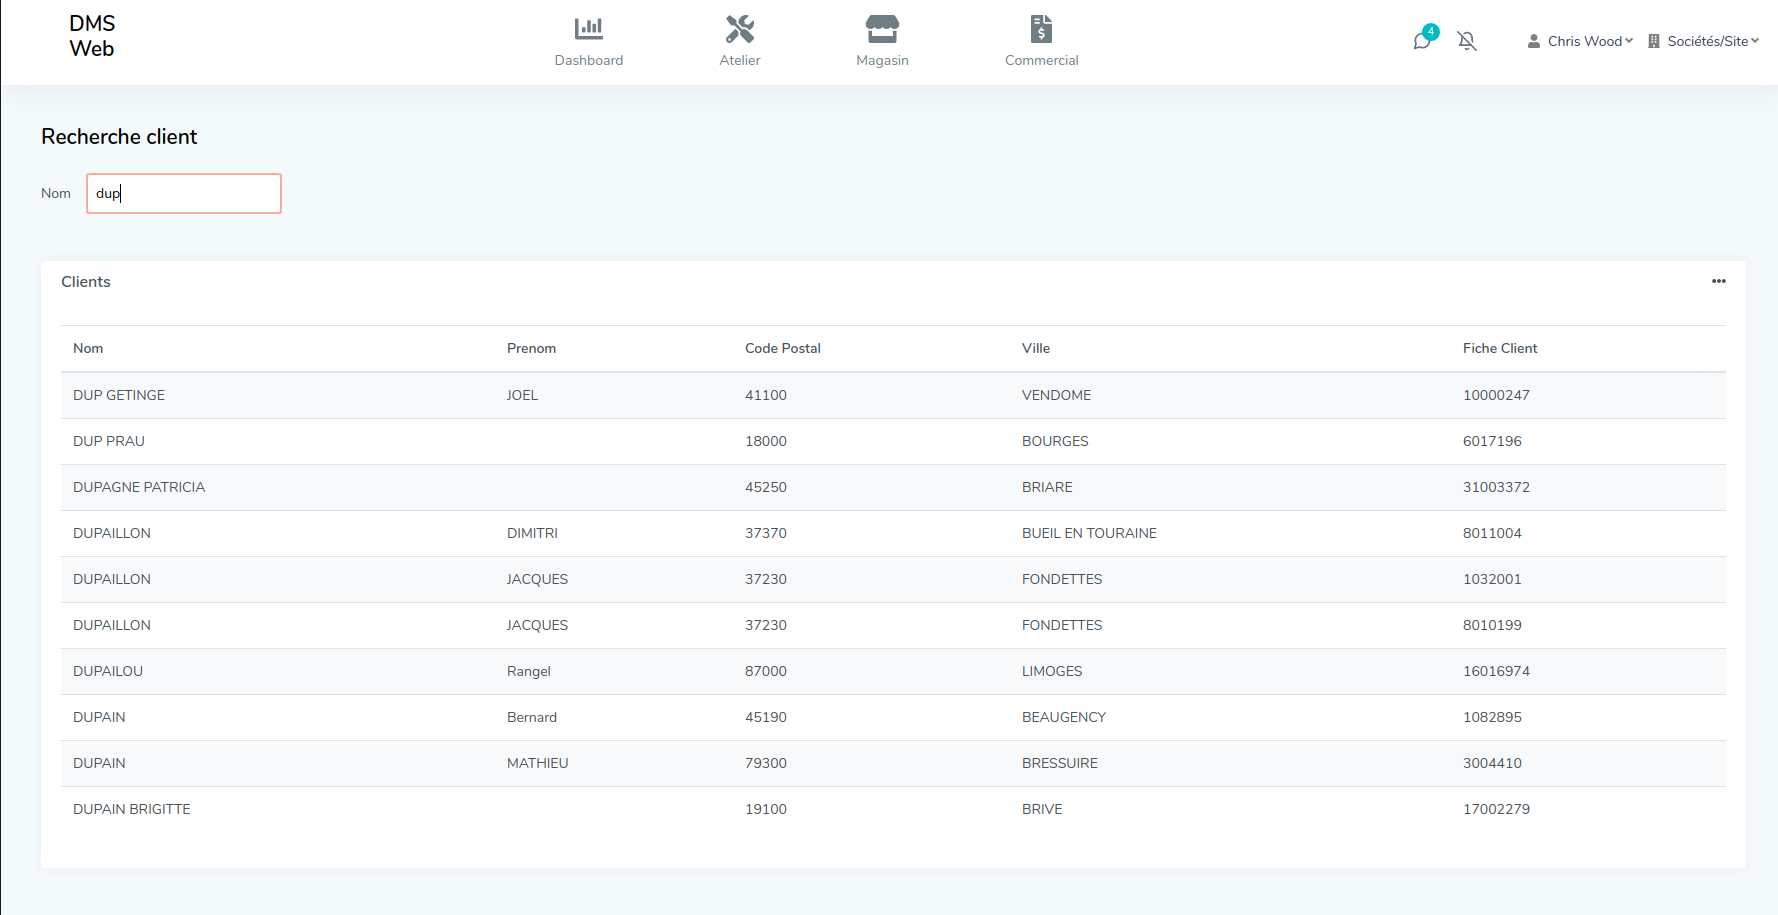 DMS
Web
Dashboard
Atelier
Magasin
$
Commercial
4
Chris Wood
Sociétés/Site
Recherche client
Nom dup
Clients
Nom Prenom Code Postal Ville Fiche Client
DUP GETINGE JOEL 41100 VENDOME 10000247
DUP PRAU 18000 BOURGES 6017196
DUPAGNE PATRICIA 45250 BRIARE 31003372
DUPAILLON DIMITRI 37370 BUEIL EN TOURAINE 8011004
DUPAILLON JACQUES 37230 FONDETTES 1032001
DUPAILLON JACQUES 37230 FONDETTES 8010199
DUPAILOU Rangel 87000 LIMOGES 16016974
DUPAIN Bernard 45190 BEAUGENCY 1082895
DUPAIN MATHIEU 79300 BRESSUIRE 3004410
DUPAIN BRIGITTE 19100 BRIVE 17002279